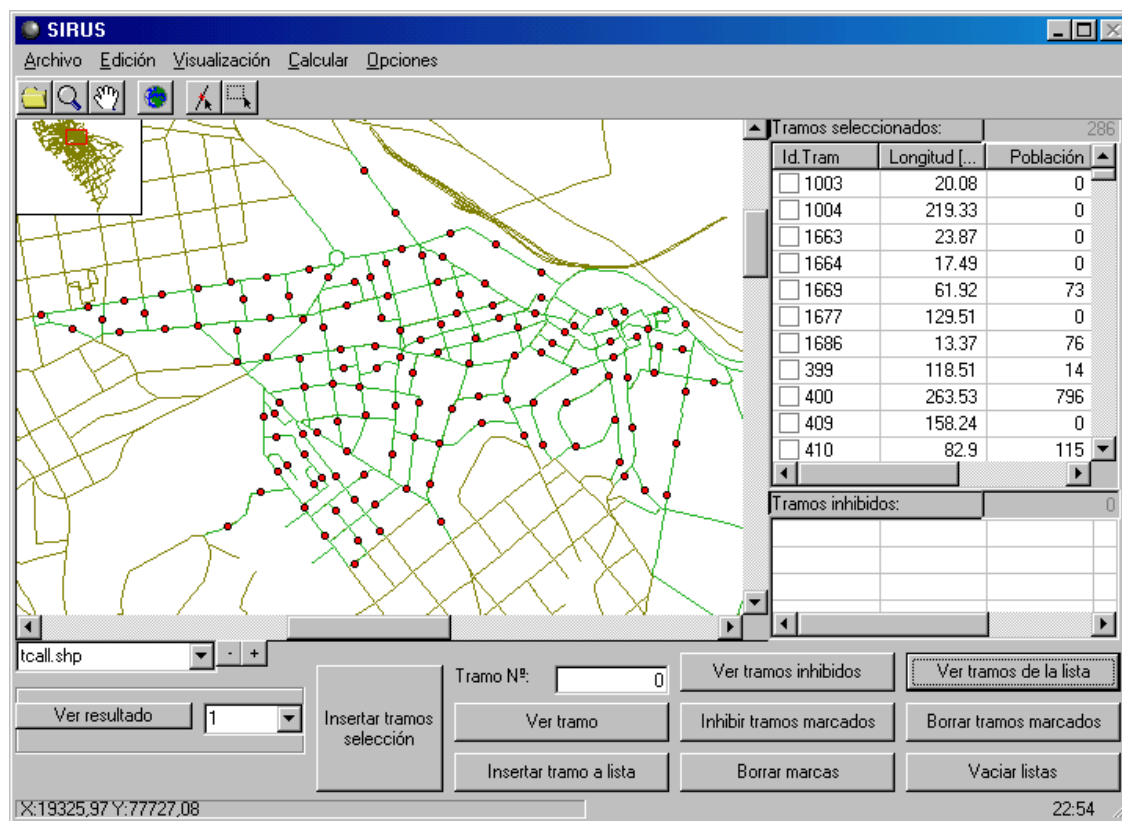 SIRUS
Archivo Edición Visualización Calcular Opciones
Tramos seleccionados: 286
Id.Tram Longitud [... Población
1003 20.08 0
1004 219.33 0
1663 23.87 0
1664 17.49 0
1669 61.92 73
1677 129.51 0
1686 13.37 76
399 118.51 14
400 263.53 796
409 158.24 0
410 82.9 115
Tramos inhibidos: 0
tcall.shp - +
Ver resultado 1
Insertar tramos
selección
Tramo Nº: 0
Ver tramo
Insertar tramo a lista
Ver tramos inhibidos
Inhibir tramos marcados
Borrar marcas
Ver tramos de la lista
Borrar tramos marcados
Vaciar listas
X:19325,97 Y:77727,08 22:54